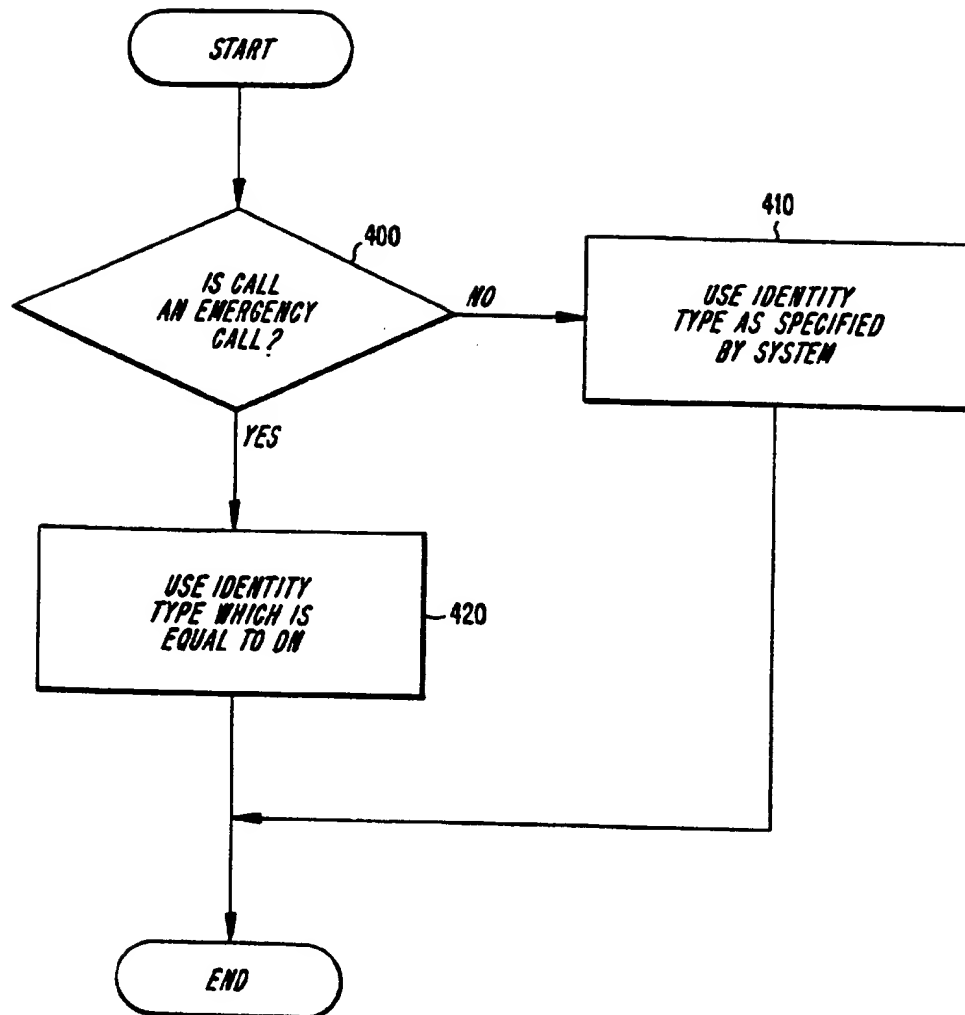 START
400
IS CALL
AN EMERGENCY
CALL?
NO
410
USE IDENTITY
TYPE AS SPECIFIED
BY SYSTEM
YES
USE IDENTITY
TYPE WHICH IS
EQUAL TO DN
420
END